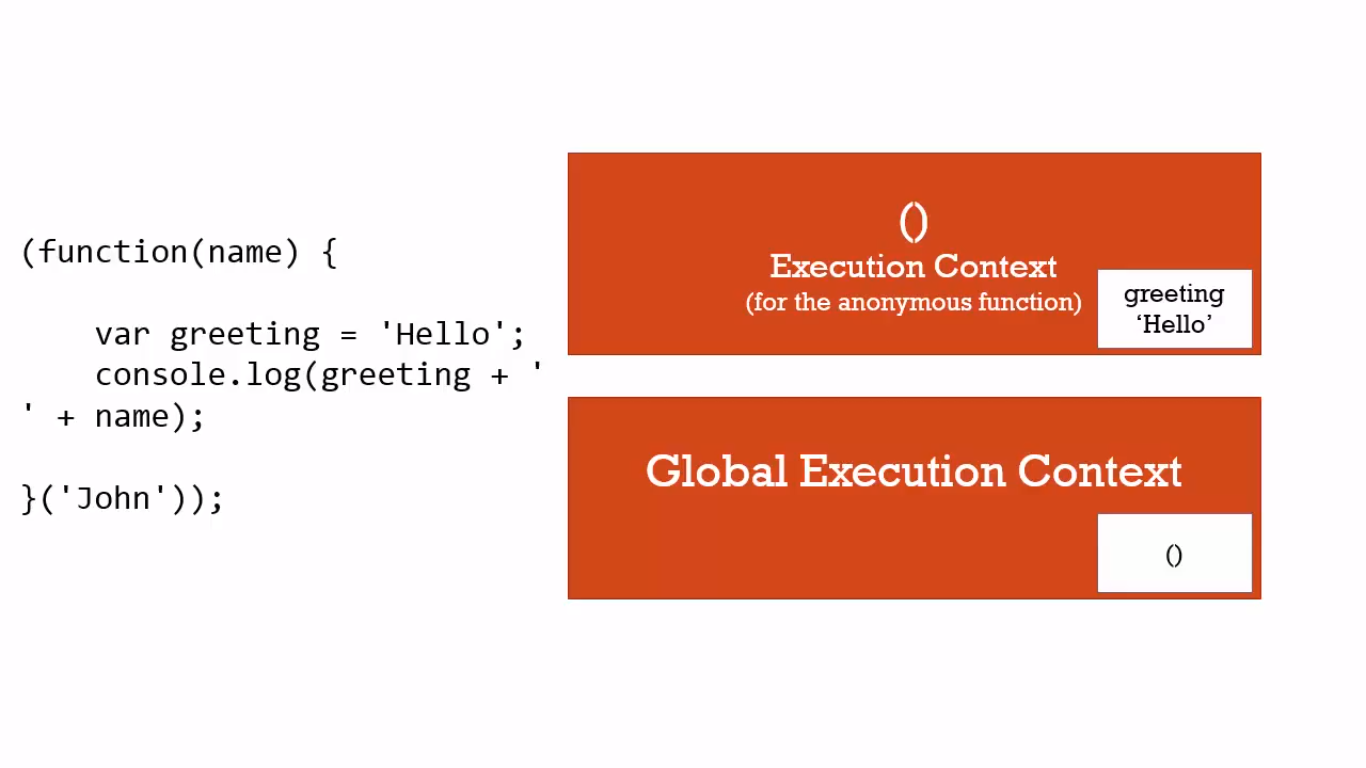 (function(name) {
var greeting = 'Hello';
console.log(greeting + '
' + name);
}('John'));
()
Execution Context
(for the anonymous function)
greeting
‘Hello’
Global Execution Context
()